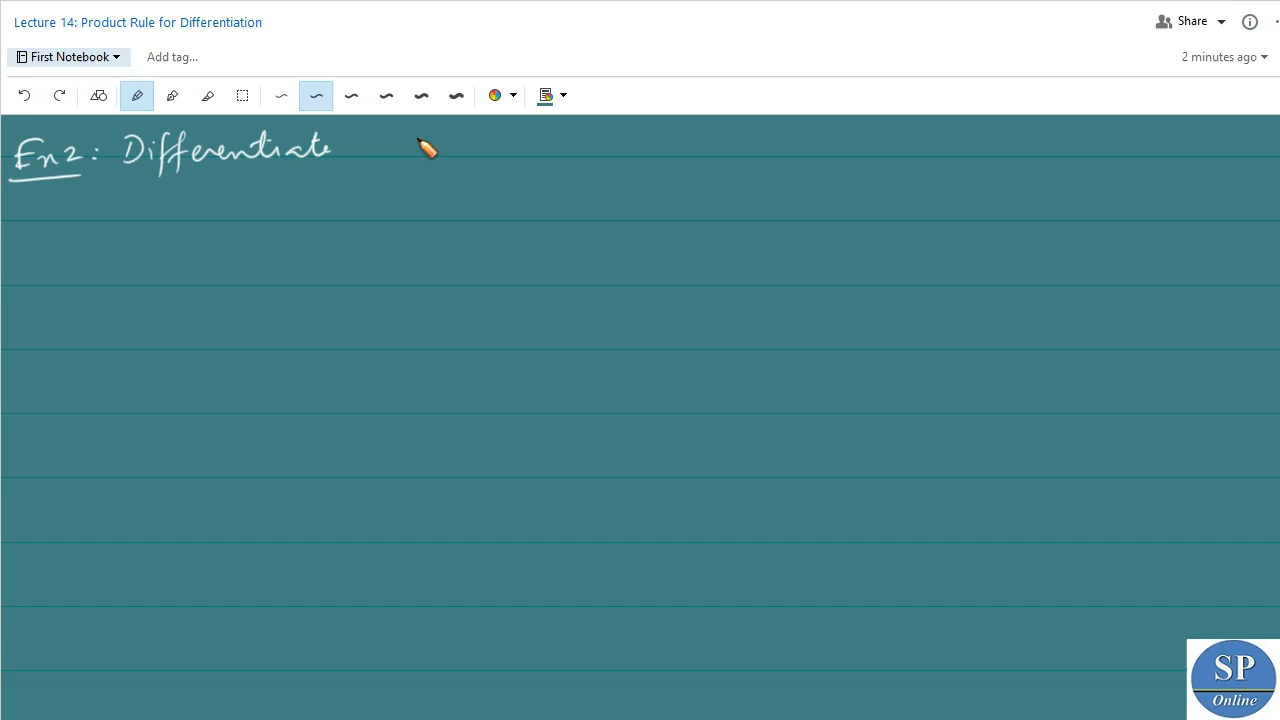 Lecture 14: Product Rule for Differentiation
Share
First Notebook
Add tag...
2 minutes ago
Ex 2: Differentiate
SP
Online